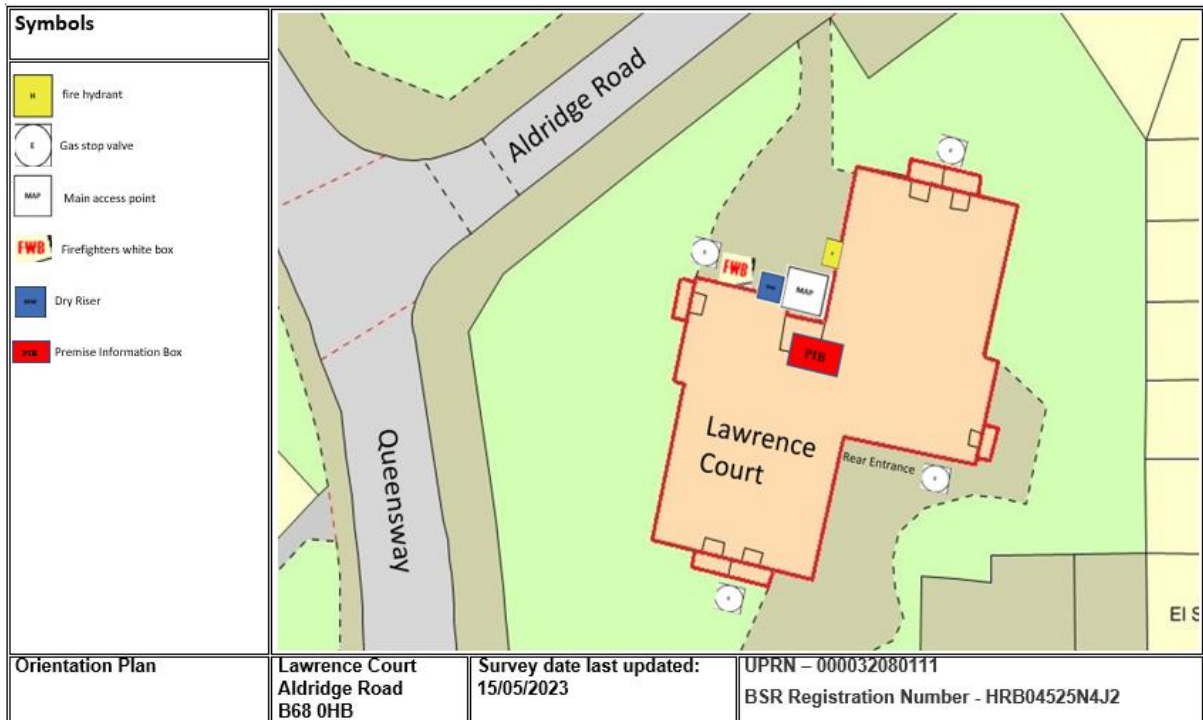 Symbols
H
fire hydrant
E
Gas stop valve
MAP
Main access point
FWB
Firefighters white box
Dry Riser
PIB
Premise Information Box
Aldridge Road
Queensway
FWB
MAP
PIB
Lawrence
Court
Rear Entrance
El S
Orientation Plan
Lawrence Court
Aldridge Road
B68 0HB
Survey date last updated:
15/05/2023
UPRN – 000032080111
BSR Registration Number - HRB04525N4J2